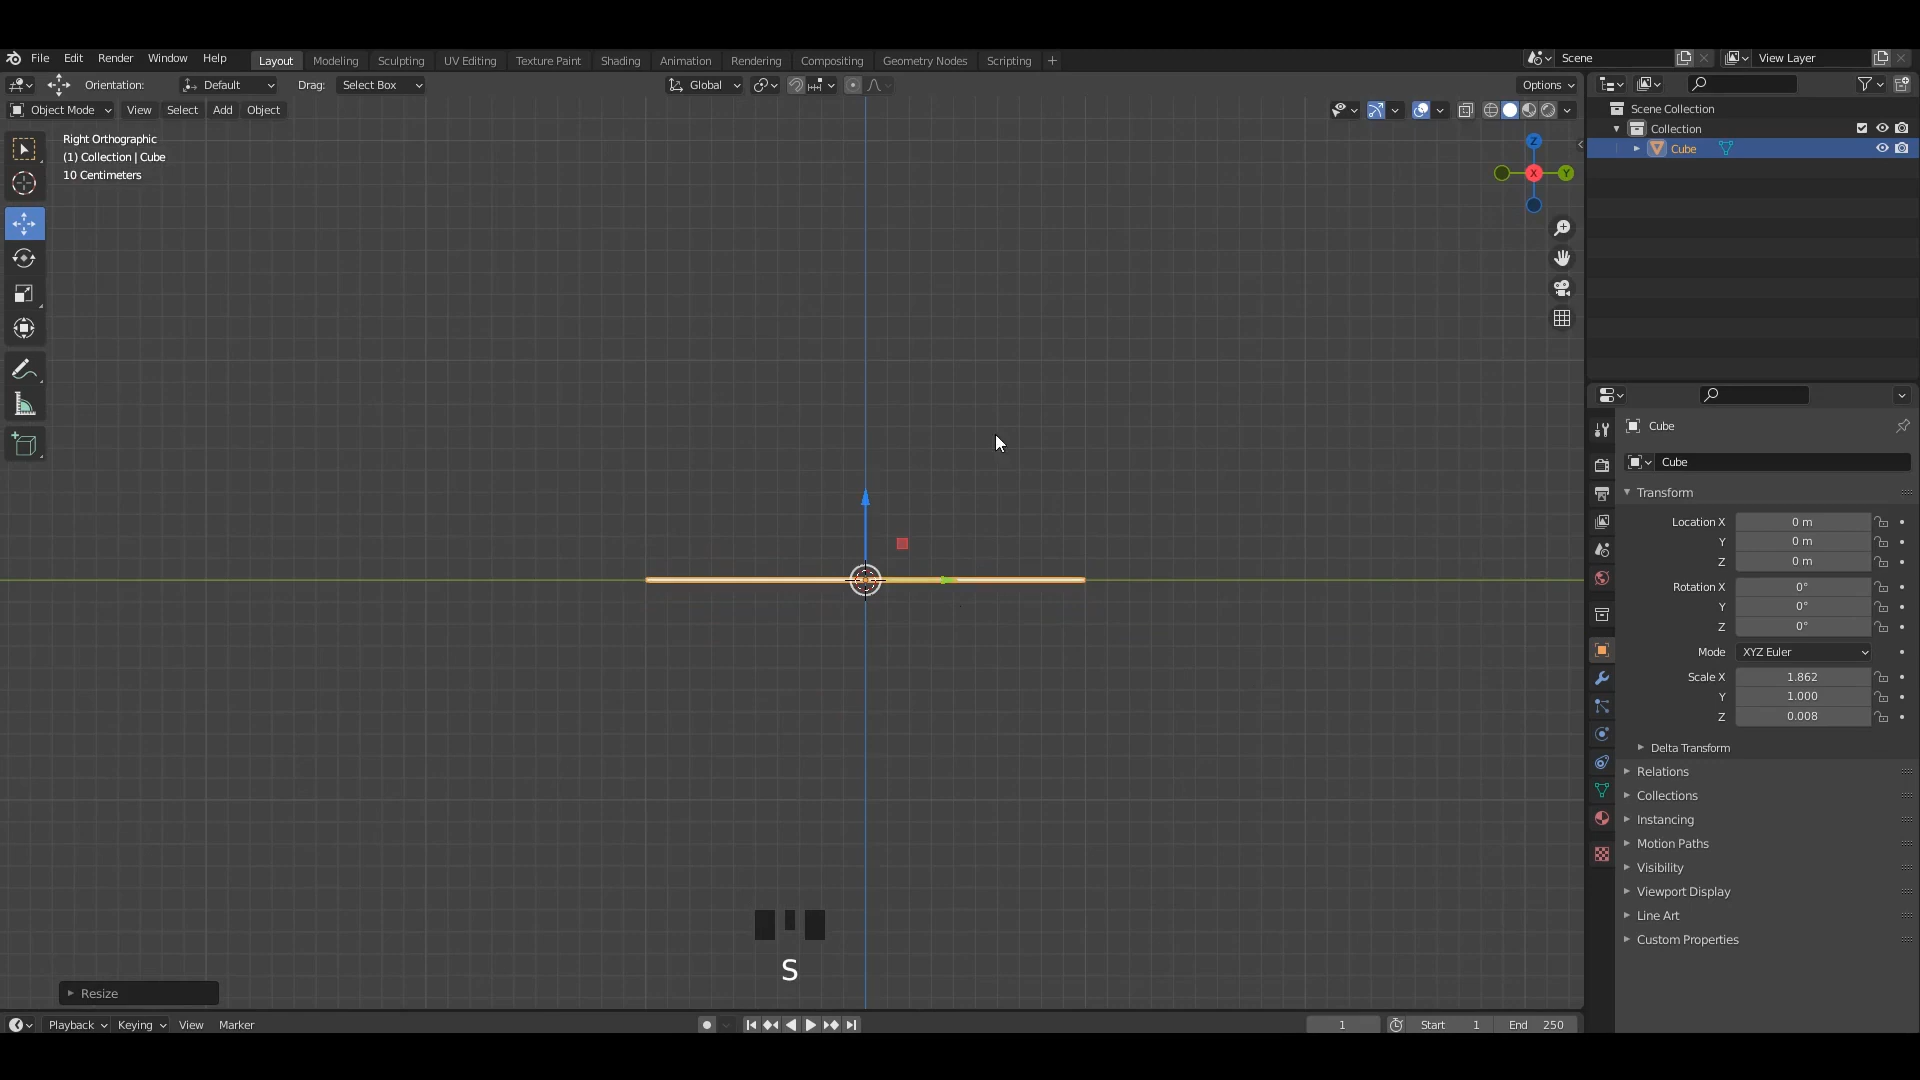 File Edit Render Window Help Layout Modeling Sculpting UV Editing Texture Paint Shading Animation Rendering Compositing Geometry Nodes Scripting + Scene View Layer
Orientation: Default Drag: Select Box Global Options
Object Mode View Select Add Object
Right Orthographic
(1) Collection | Cube
10 Centimeters
Z
X
Y
Scene Collection
Collection
Cube
Cube
Cube
Transform
Location X 0 m
Y 0 m
Z 0 m
Rotation X 0°
Y 0°
Z 0°
Mode XYZ Euler
Scale X 1.862
Y 1.000
Z 0.008
Delta Transform
Relations
Collections
Instancing
Motion Paths
Visibility
Viewport Display
Line Art
Custom Properties
S
Resize
Playback Keying View Marker 1 Start 1 End 250